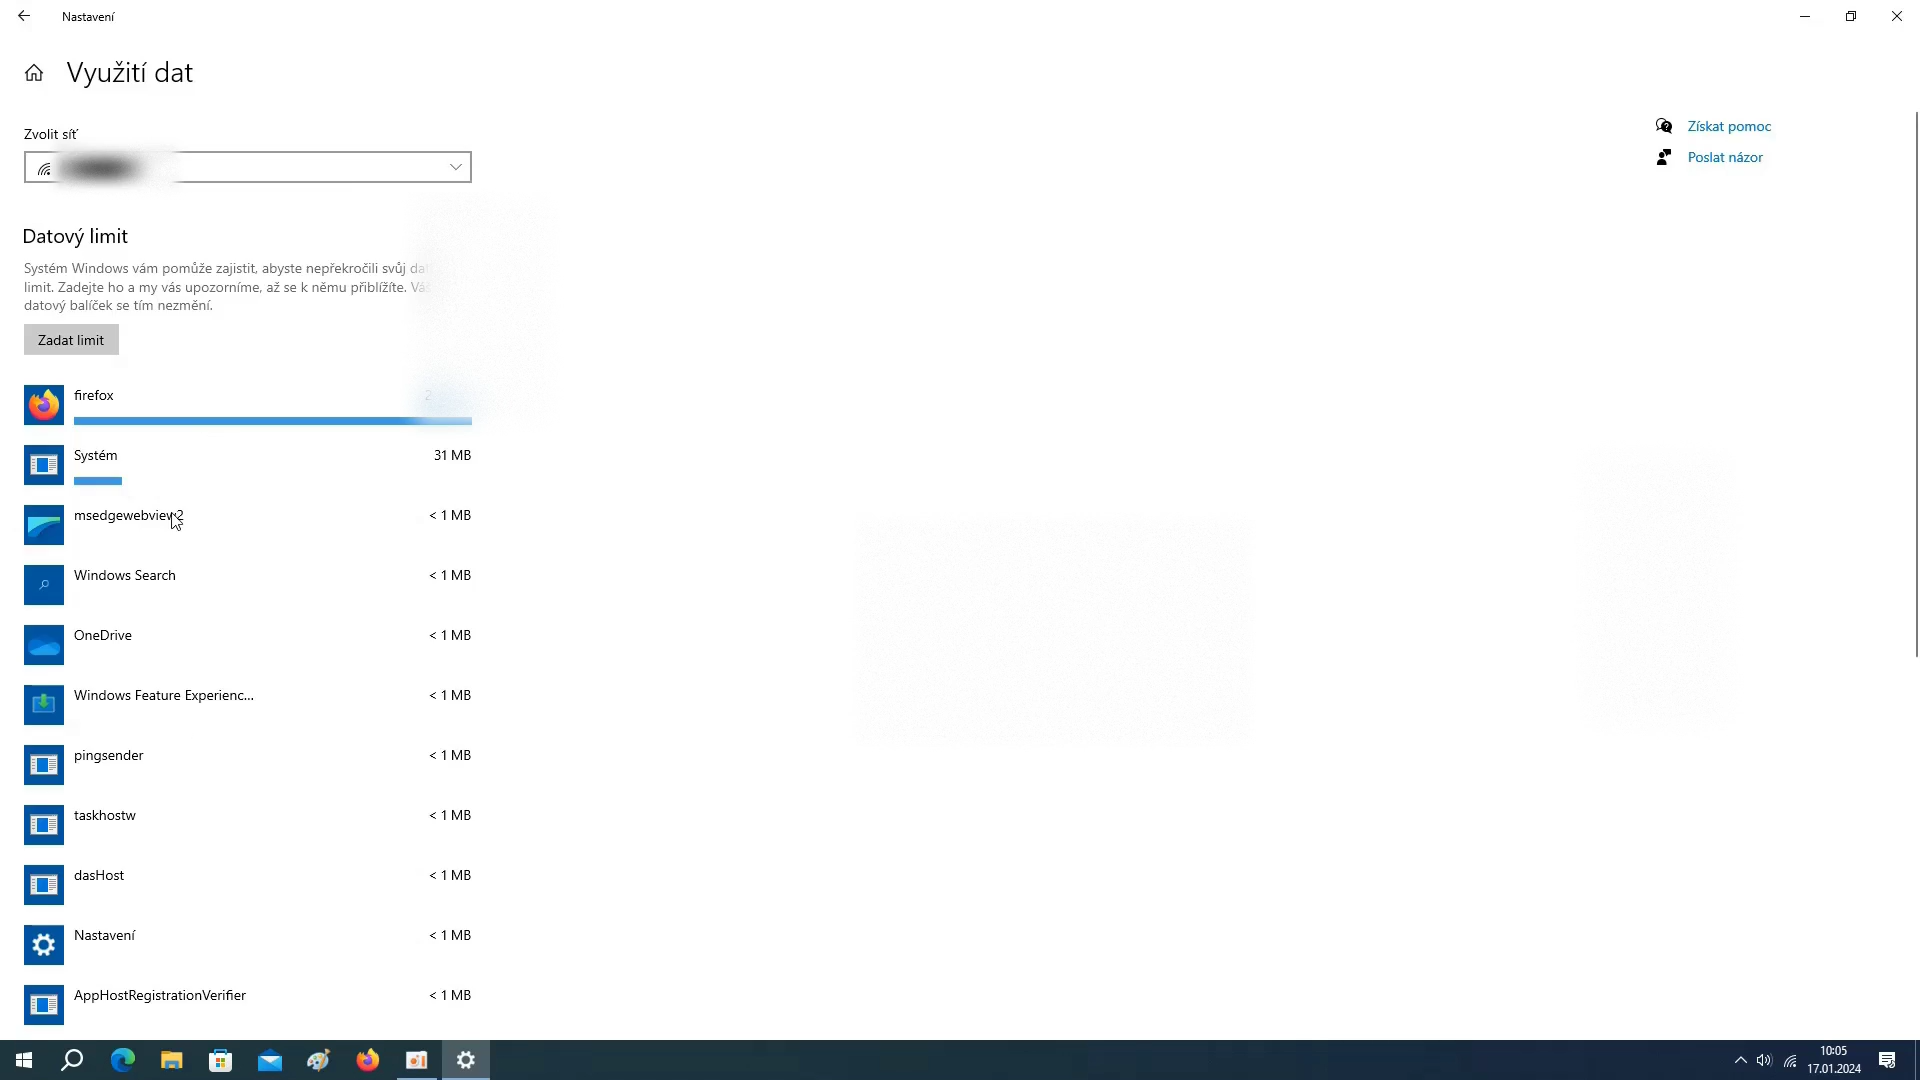 Nastavení
Využití dat
Zvolit síť
Získat pomoc
Poslat názor
Datový limit
Systém Windows vám pomůže zajistit, abyste nepřekročili svůj
limit. Zadejte ho a my vás upozorníme, až se k němu přiblížíte.
datový balíček se tím nezmění.
Zadat limit
firefox
Systém 31 MB
msedgewebview2 < 1 MB
Windows Search < 1 MB
OneDrive < 1 MB
Windows Feature Experienc... < 1 MB
pingsender < 1 MB
taskhostw < 1 MB
dasHost < 1 MB
Nastavení < 1 MB
AppHostRegistrationVerifier < 1 MB
10:05
17.01.2024